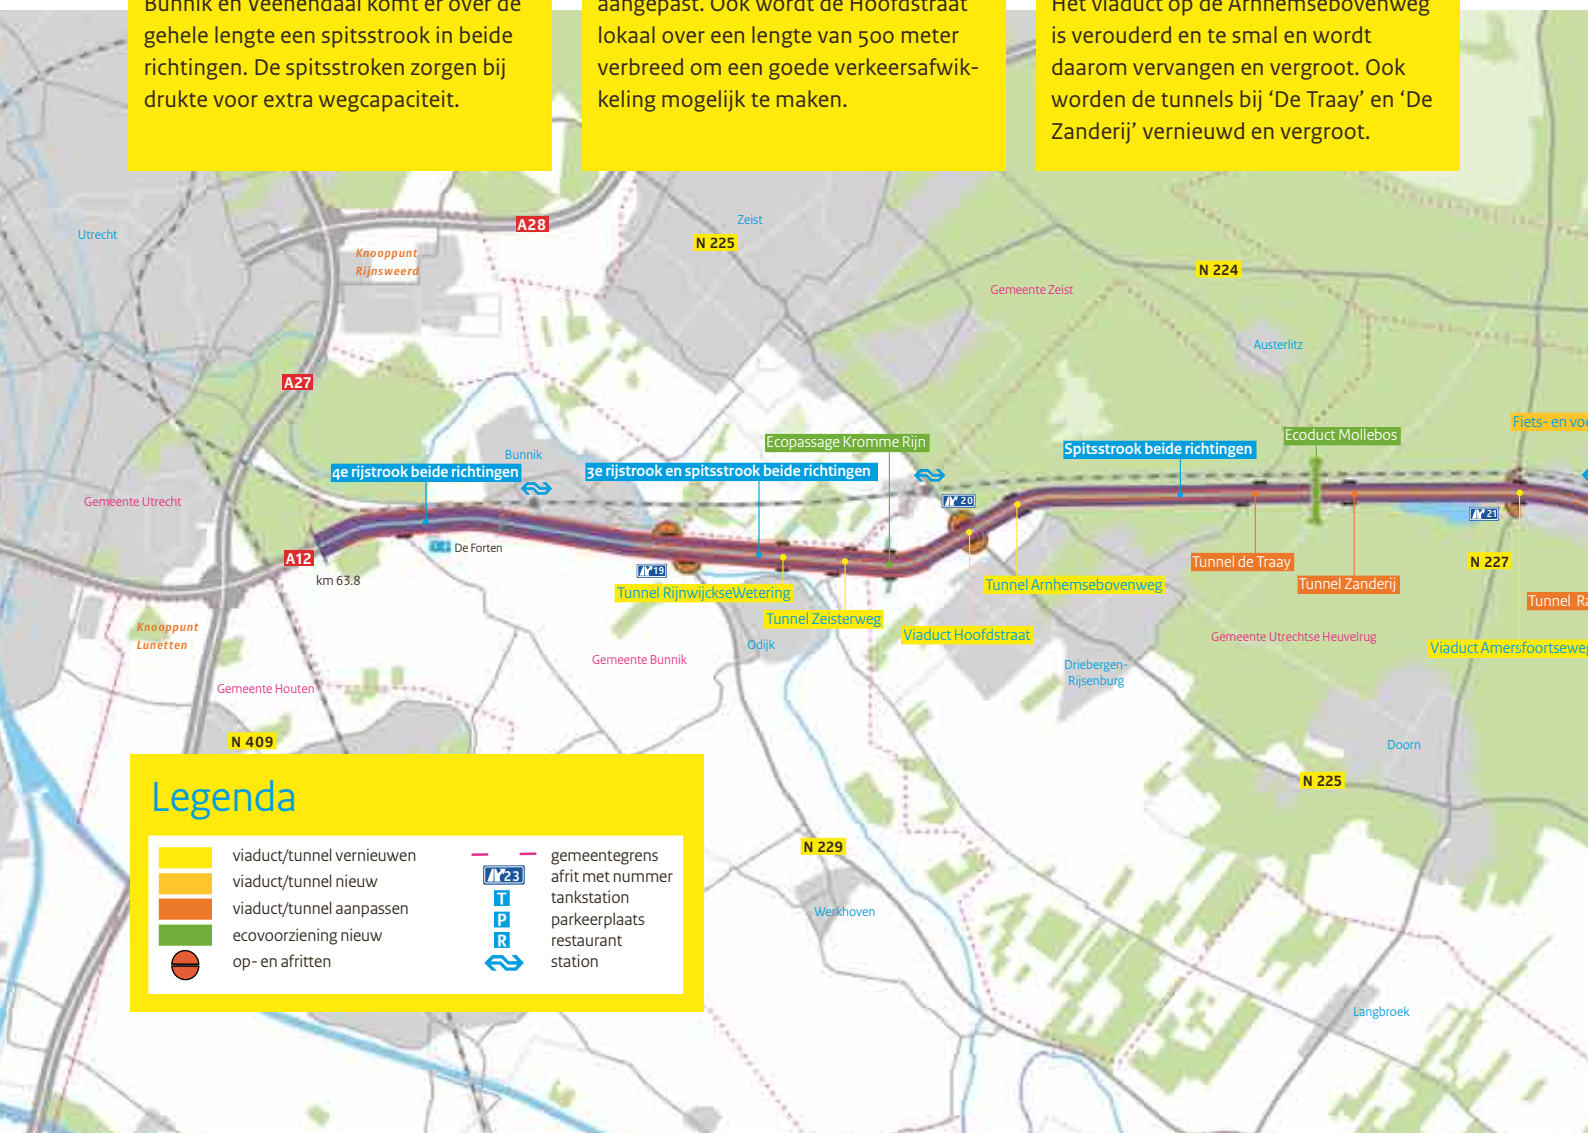 Bunnik en Veenendaal komt er over de
gehele lengte een spitsstrook in beide
richtingen. De spitsstroken zorgen bij
drukte voor extra wegcapaciteit.
aangepast. Ook wordt de Hoofdstraat
lokaal over een lengte van 500 meter
verbreed om een goede verkeersafwik-
keling mogelijk te maken.
Het viaduct op de Arnhemsebovenweg
is verouderd en te smal en wordt
daarom vervangen en vergroot. Ook
worden de tunnels bij ‘De Traay’ en ‘De
Zanderij’ vernieuwd en vergroot.
Utrecht
A28
Zeist
N 225
Knooppunt
Rijnsweerd
N 224
Gemeente Zeist
Austerlitz
A27
Fiets- en voe
Ecopassage Kromme Rijn
Ecoduct Mollebos
Bunnik
Spitsstrook beide richtingen
4e rijstrook beide richtingen
3e rijstrook en spitsstrook beide richtingen
Gemeente Utrecht
20
21
A12
De Forten
km 63.8
19
N 227
Tunnel de Traay
Tunnel RijnwijckseWetering
Tunnel Arnhemsebovenweg
Tunnel Zanderij
Tunnel Ra
Tunnel Zeisterweg
Knooppunt
Lunetten
Viaduct Hoofdstraat
Gemeente Utrechtse Heuvelrug
Odijk
Viaduct Amersfoortseweg
Gemeente Bunnik
Driebergen-
Rijsenburg
Gemeente Houten
N 409
Doorn
N 225
Legenda
viaduct/tunnel vernieuwen
viaduct/tunnel nieuw
viaduct/tunnel aanpassen
ecovoorziening nieuw
op- en afritten
gemeentegrens
23 afrit met nummer
T tankstation
P parkeerplaats
R restaurant
station
N 229
Werkhoven
Langbroek